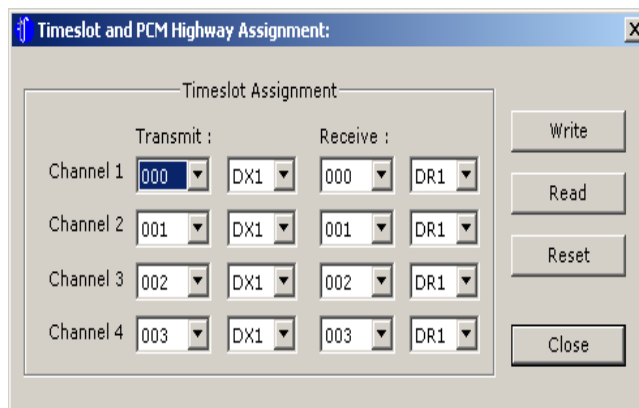 Timeslot and PCM Highway Assignment:
Timeslot Assignment
Transmit : Receive :
Channel 1 000 DX1 000 DR1
Channel 2 001 DX1 001 DR1
Channel 3 002 DX1 002 DR1
Channel 4 003 DX1 003 DR1
Write
Read
Reset
Close